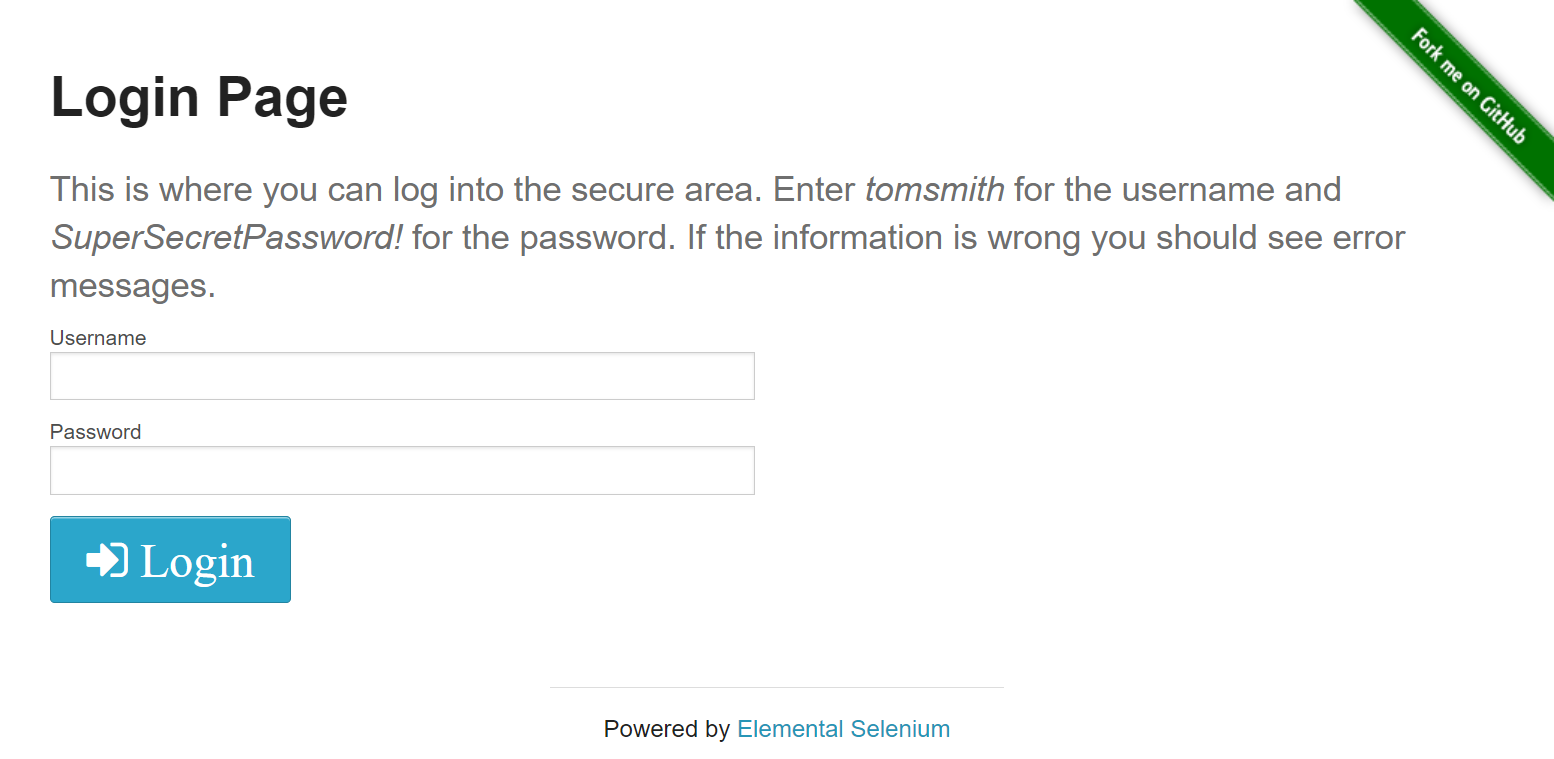 Fork me on GitHub
Login Page
This is where you can log into the secure area. Enter tomsmith for the username and
SuperSecretPassword! for the password. If the information is wrong you should see error
messages.
Username
Password
Login
Powered by Elemental Selenium